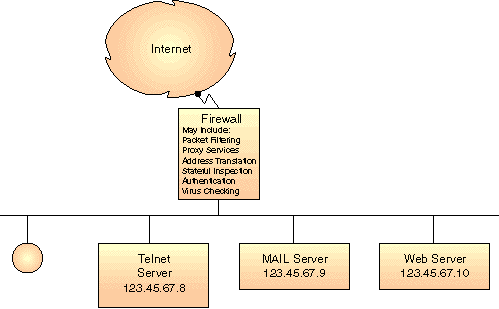 Internet
Firewall
May Include:
Packet Filtering
Proxy Services
Address Translation
Stateful Inspection
Authentication
Virus Checking
Telnet
Server
123.45.67.8
MAIL Server
123.45.67.9
Web Server
123.45.67.10